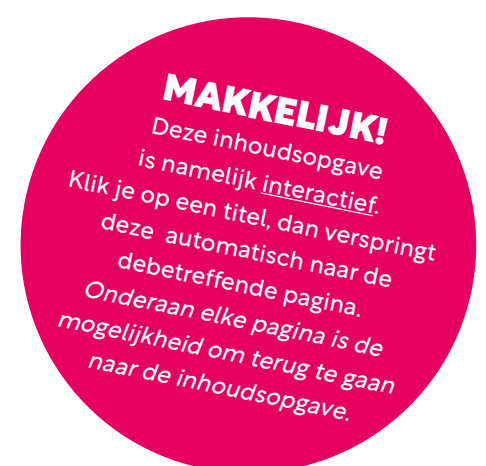 MAKKELIJK!
Deze inhoudsopgave
is namelijk interactief.
Klik je op een titel, dan verspringt
deze automatisch naar de
debetreffende pagina.
Onderaan elke pagina is de
mogelijkheid om terug te gaan
naar de inhoudsopgave.